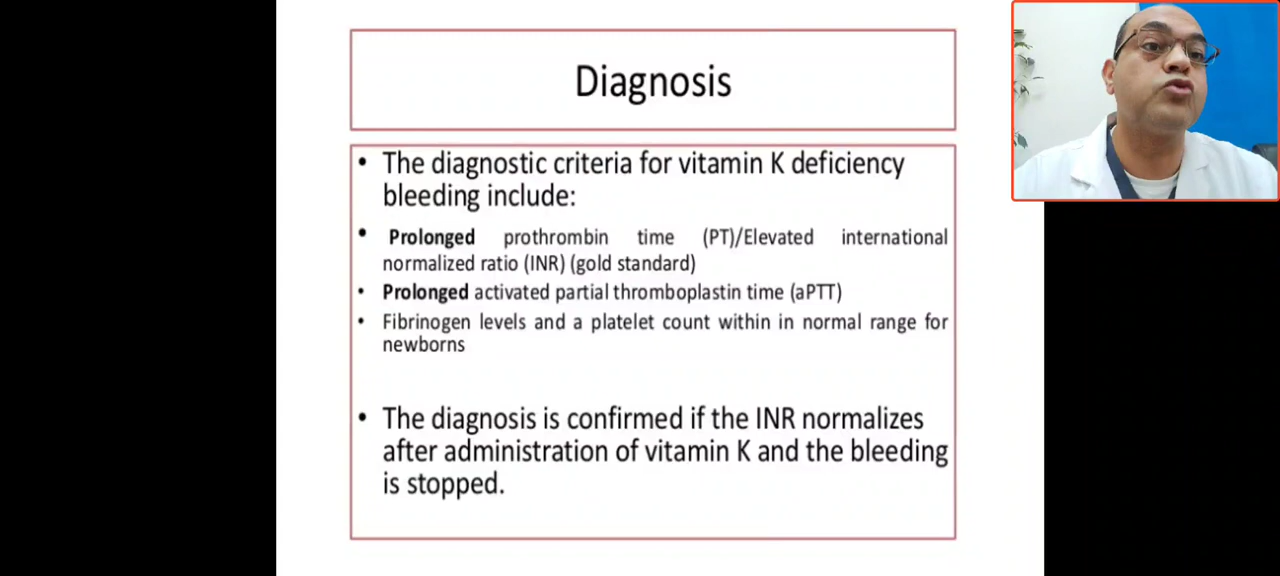 Diagnosis
• The diagnostic criteria for vitamin K deficiency
bleeding include:
• Prolonged prothrombin time (PT)/Elevated international
normalized ratio (INR) (gold standard)
• Prolonged activated partial thromboplastin time (aPTT)
• Fibrinogen levels and a platelet count within in normal range for
newborns
• The diagnosis is confirmed if the INR normalizes
after administration of vitamin K and the bleeding
is stopped.